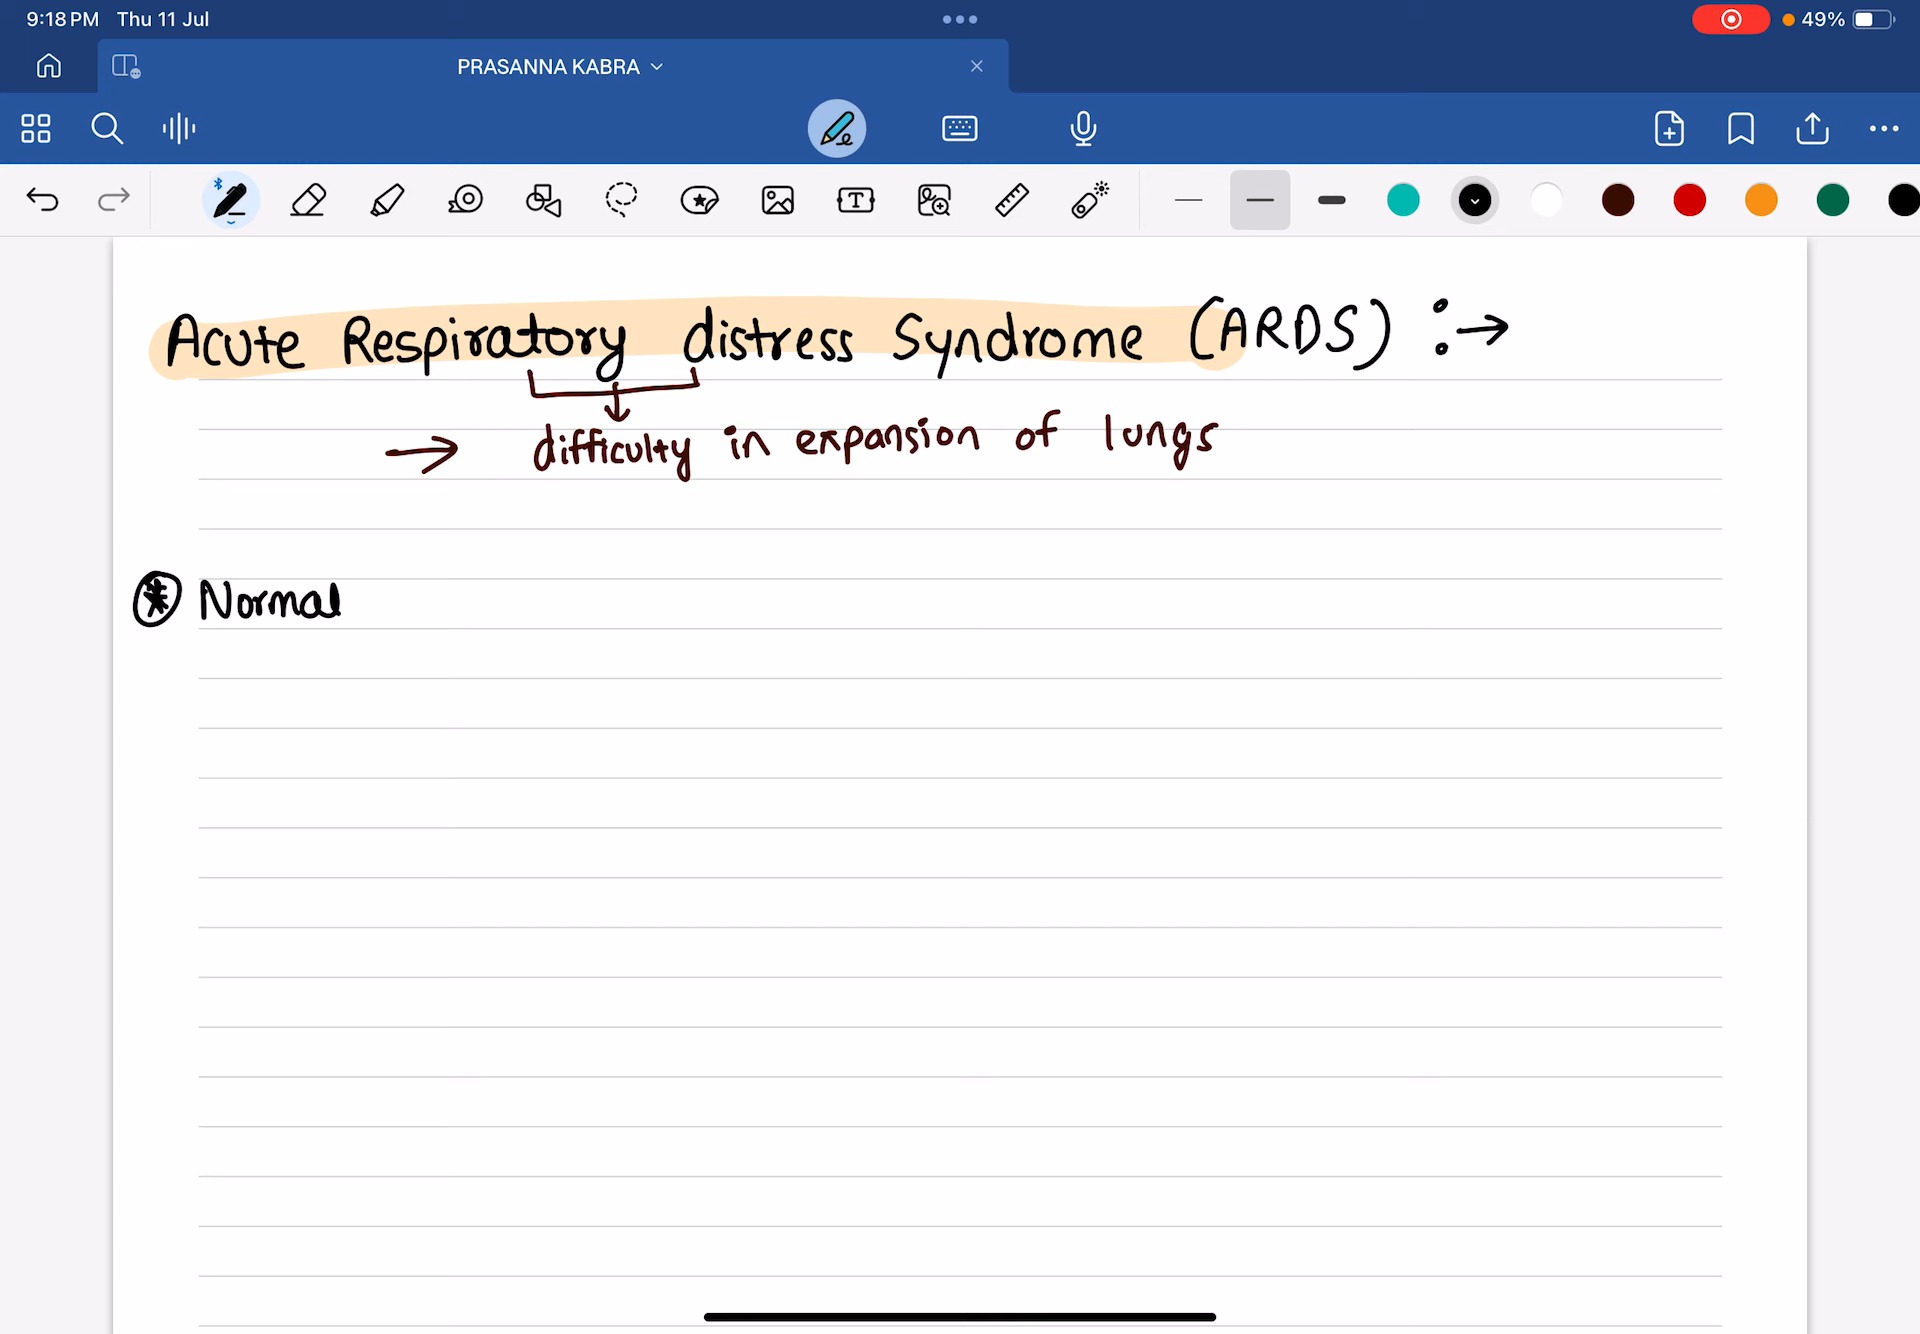 9:18 PM Thu 11 Jul
49%
PRASANNA KABRA
Acute Respiratory distress Syndrome (ARDS) :→
→ difficulty in expansion of lungs
Normal